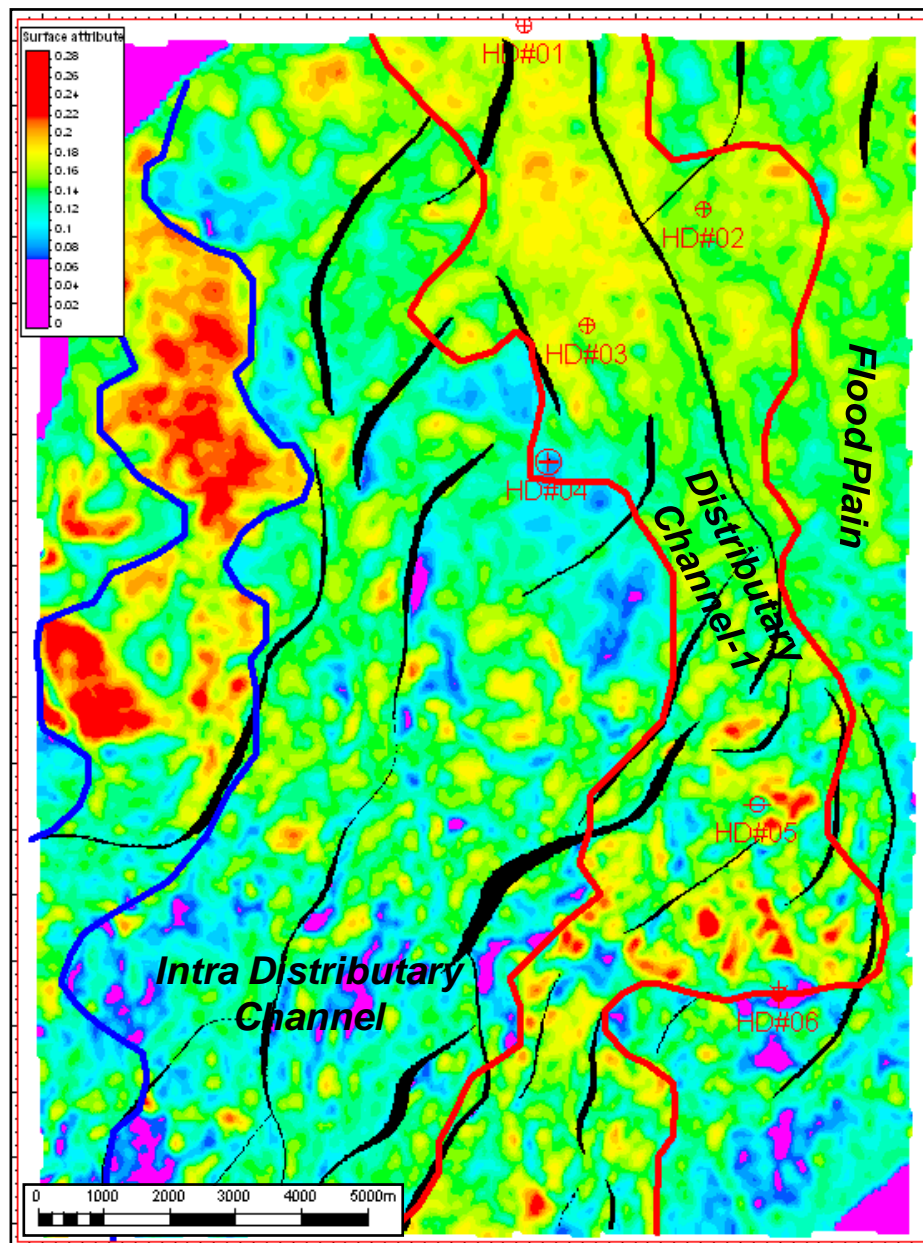 Surface attribute
0.28
0.26
0.24
0.22
0.20
0.18
0.16
0.14
0.12
0.10
0.08
0.06
0.04
0.02
0
HD#01
HD#02
HD#03
HD#04
Flood Plain
Distributary
Channel-1
HD#05
Intra Distributary
Channel
HD#06
0 1000 2000 3000 4000 5000m